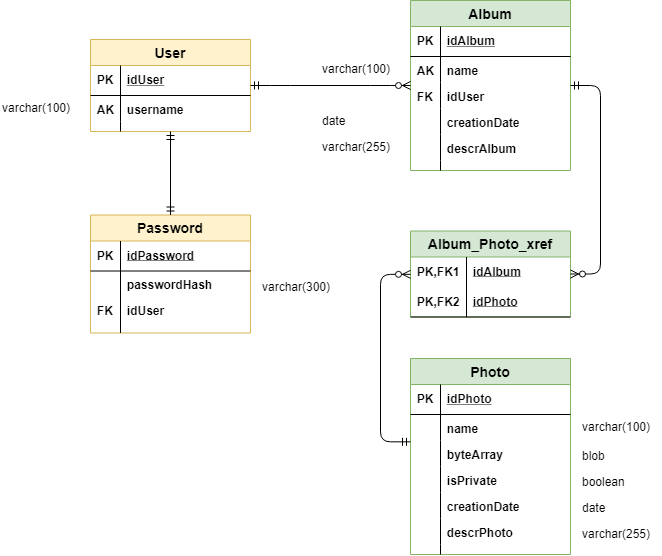 User
PK idUser
varchar(100) AK username
Password
PK idPassword
passwordHash varchar(300)
FK idUser
Album
PK idAlbum
varchar(100) AK name
FK idUser
date creationDate
varchar(255) descrAlbum
Album_Photo_xref
PK,FK1 idAlbum
PK,FK2 idPhoto
Photo
PK idPhoto
name varchar(100)
byteArray blob
isPrivate boolean
creationDate date
descrPhoto varchar(255)